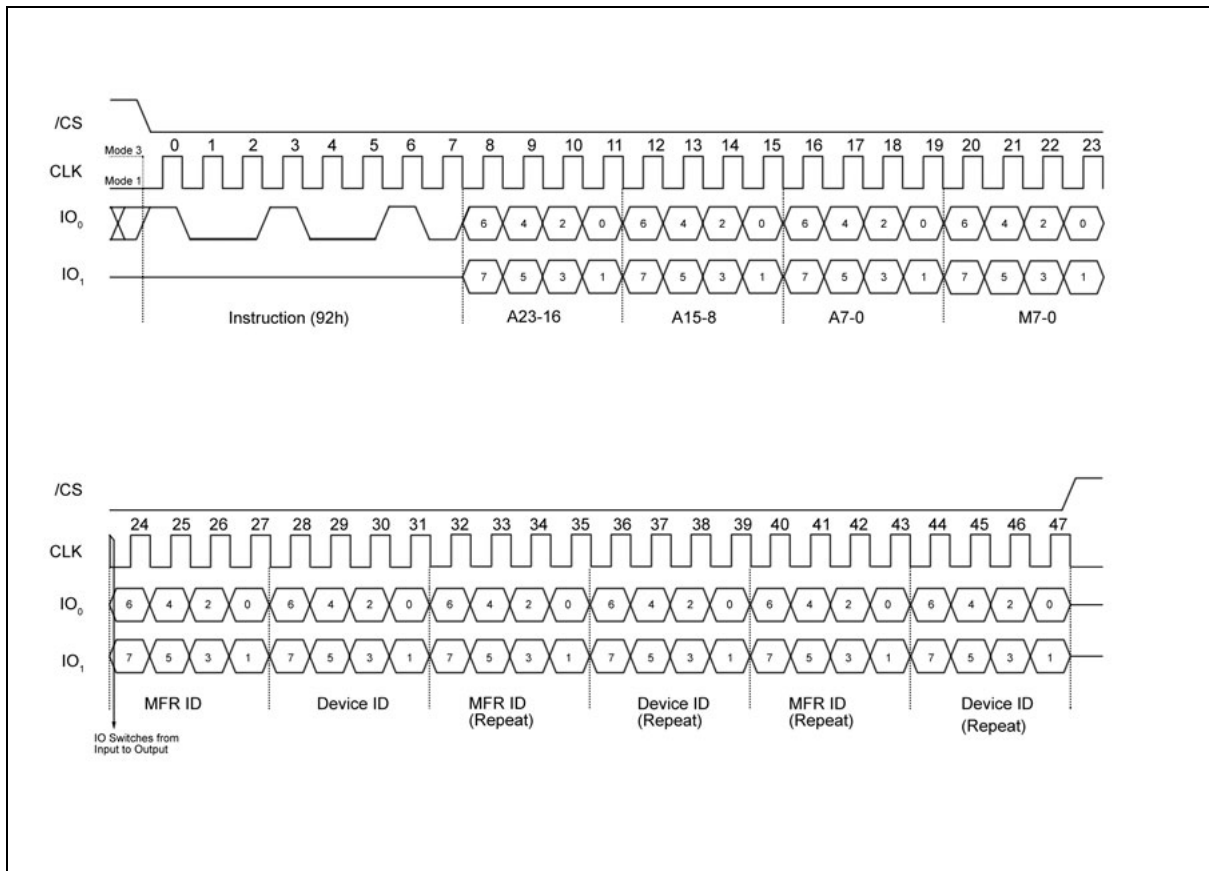 /CS
0 1 2 3 4 5 6 7 8 9 10 11 12 13 14 15 16 17 18 19 20 21 22 23
Mode 3
CLK
Mode 1
IO0 6 4 2 0 6 4 2 0 6 4 2 0 6 4 2 0
IO1 7 5 3 1 7 5 3 1 7 5 3 1 7 5 3 1
Instruction (92h) A23-16 A15-8 A7-0 M7-0
/CS
24 25 26 27 28 29 30 31 32 33 34 35 36 37 38 39 40 41 42 43 44 45 46 47
CLK
IO0 6 4 2 0 6 4 2 0 6 4 2 0 6 4 2 0 6 4 2 0 6 4 2 0
IO1 7 5 3 1 7 5 3 1 7 5 3 1 7 5 3 1 7 5 3 1 7 5 3 1
MFR ID Device ID MFR ID Device ID MFR ID Device ID
(Repeat) (Repeat) (Repeat) (Repeat)
IO Switches from
Input to Output